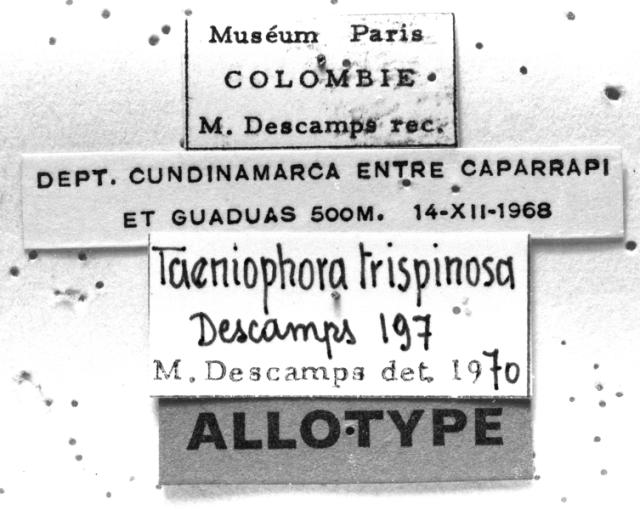 Muséum Paris
COLOMBIE
M. Descamps rec.
DEPT. CUNDINAMARCA ENTRE CAPARRAPI
ET GUADUAS 500M. 14-XII-1968
Taeniophora trispinosa
Descamps 197
M. Descamps det. 1970
ALLOTYPE